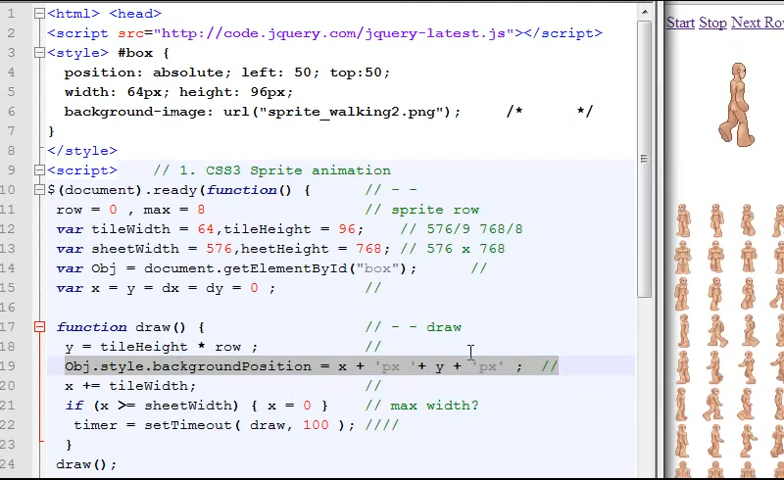 1 <html> <head>
2 <script src="http://code.jquery.com/jquery-latest.js"></script>
3 <style> #box {
4 position: absolute; left: 50; top:50;
5 width: 64px; height: 96px;
6 background-image: url("sprite_walking2.png"); /* */
7 }
8 </style>
9 <script> // 1. CSS3 Sprite animation
10 $(document).ready(function() { // - -
11 row = 0 , max = 8 // sprite row
12 var tileWidth = 64,tileHeight = 96; // 576/9 768/8
13 var sheetWidth = 576,heetHeight = 768; // 576 x 768
14 var Obj = document.getElementById("box"); //
15 var x = y = dx = dy = 0 ; //
16
17 function draw() { // - - draw
18 y = tileHeight * row ; //
19 Obj.style.backgroundPosition = x + 'px '+ y + 'px' ; //
20 x += tileWidth; //
21 if (x >= sheetWidth) { x = 0 } // max width?
22 timer = setTimeout( draw, 100 ); ////
23 }
24 draw();
Start Stop Next Row